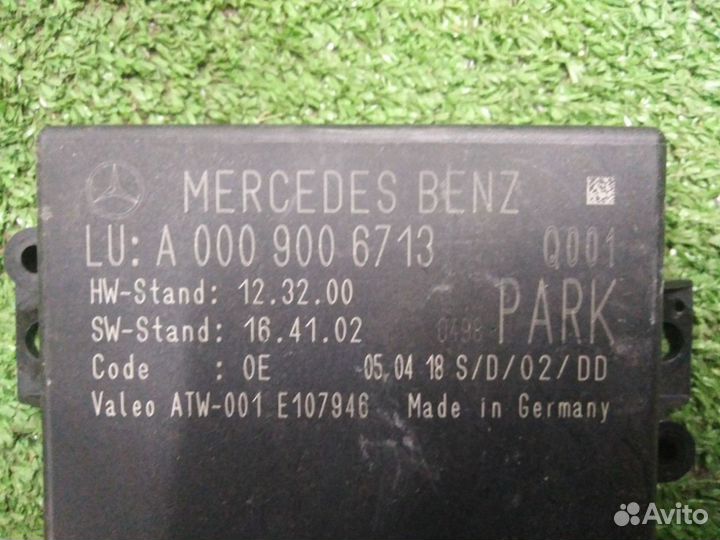 MERCEDES BENZ
LU: A 000 900 6713 Q001
HW-Stand: 12.32.00
SW-Stand: 16.41.02 0498 PARK
Code : 0E 05 04 18 S/D/02/DD
Valeo ATW-001 E107946 Made in Germany
Avito